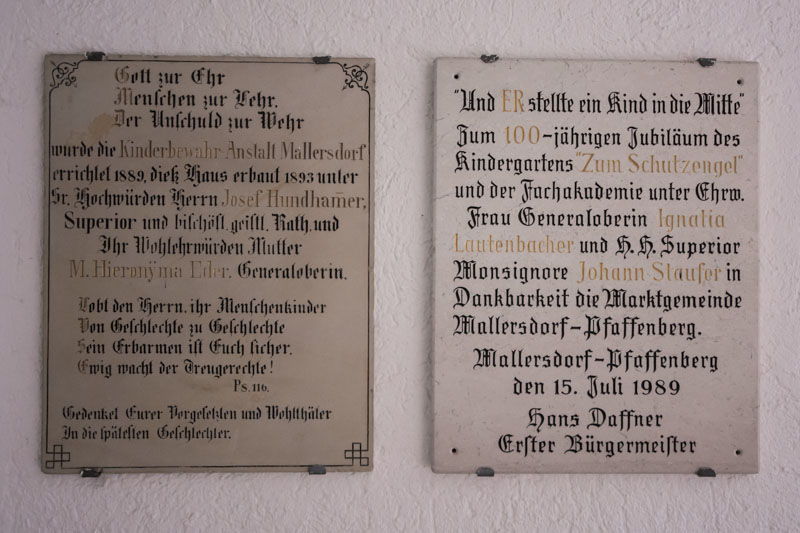 Gott zur Ehr
Menschen zur Lehr,
Der Unschuld zur Wehr
wurde die Kinderbewahr Anstalt Mallersdorf
errichtet 1889, dieß Haus erbaut 1893 unter
Sr. Hochwürden Herrn Josef Hundham̅er,
Superior und bischöfl. geistl. Rath, und
Ihr Wohlehrwürden Mutter
M. Hieronÿma Eder, Generaloberin.
Lobt den Herrn, ihr Menschenkinder
Von Geschlechte zu Geschlechte
Sein Erbarmen ist Euch sicher,
Ewig wacht der Treugerechte!
Ps. 116.
Gedenket Eurer Vorgesetzten und Wohlthäter
In die spätesten Geschlechter.
"Und ER stellte ein Kind in die Mitte"
Zum 100-jährigen Jubiläum des
Kindergartens "Zum Schutzengel"
und der Fachakademie unter Ehrw.
Frau Generaloberin Ignatia
Lautenbacher und H. H. Superior
Monsignore Johann Stauser in
Dankbarkeit die Marktgemeinde
Mallersdorf-Pfaffenberg.
Mallersdorf-Pfaffenberg
den 15. Juli 1989
Hans Daffner
Erster Bürgermeister